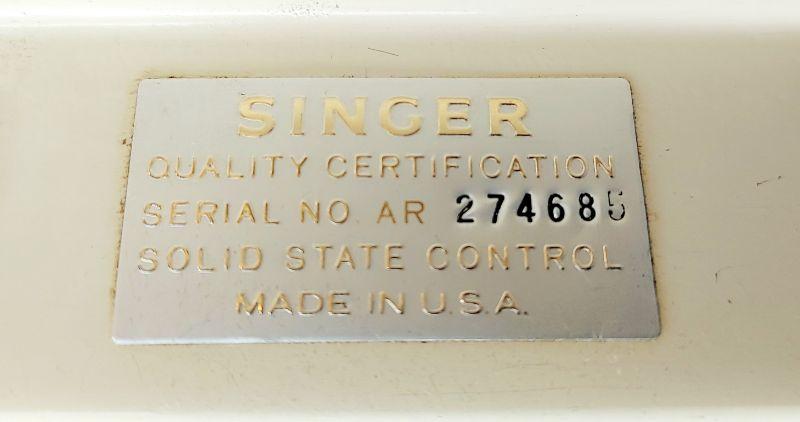 SINGER
QUALITY CERTIFICATION
SERIAL NO. AR 274685
SOLID STATE CONTROL
MADE IN U.S.A.